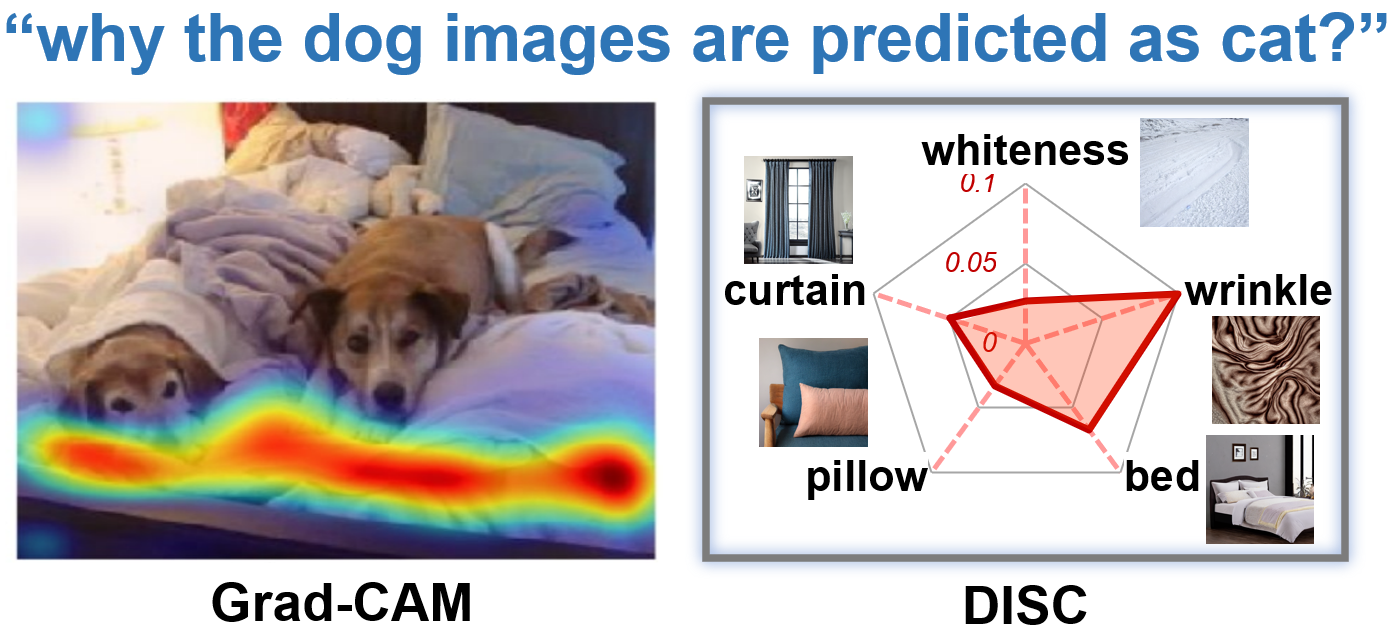 “why the dog images are predicted as cat?”
whiteness
0.1
0.05
curtain
wrinkle
0
pillow
bed
Grad-CAM
DISC